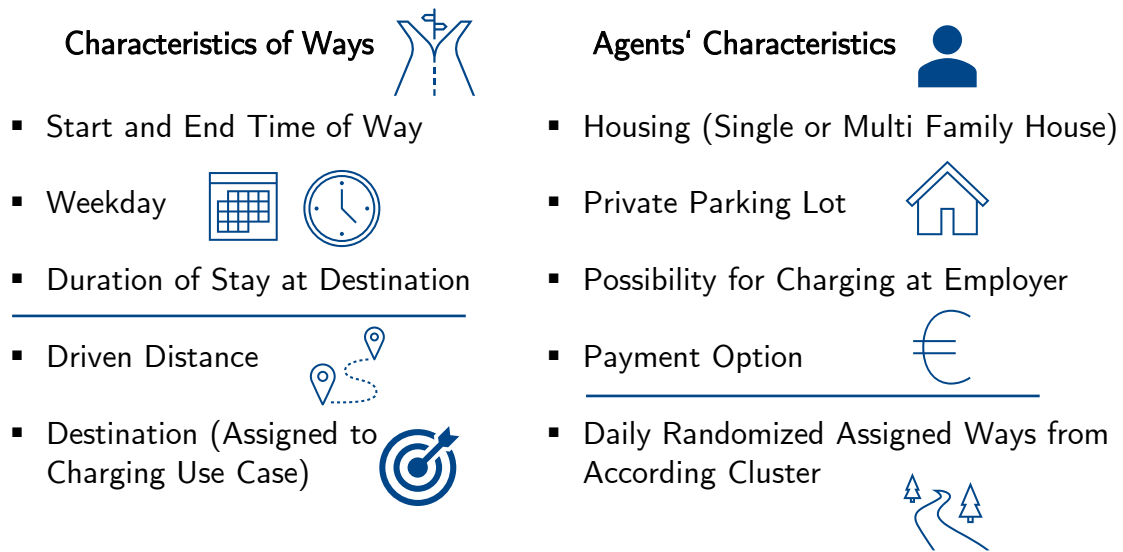 Characteristics of Ways
▪ Start and End Time of Way
▪ Weekday
▪ Duration of Stay at Destination
▪ Driven Distance
▪ Destination (Assigned to
Charging Use Case)
Agents‘ Characteristics
▪ Housing (Single or Multi Family House)
▪ Private Parking Lot
▪ Possibility for Charging at Employer
▪ Payment Option
▪ Daily Randomized Assigned Ways from
According Cluster